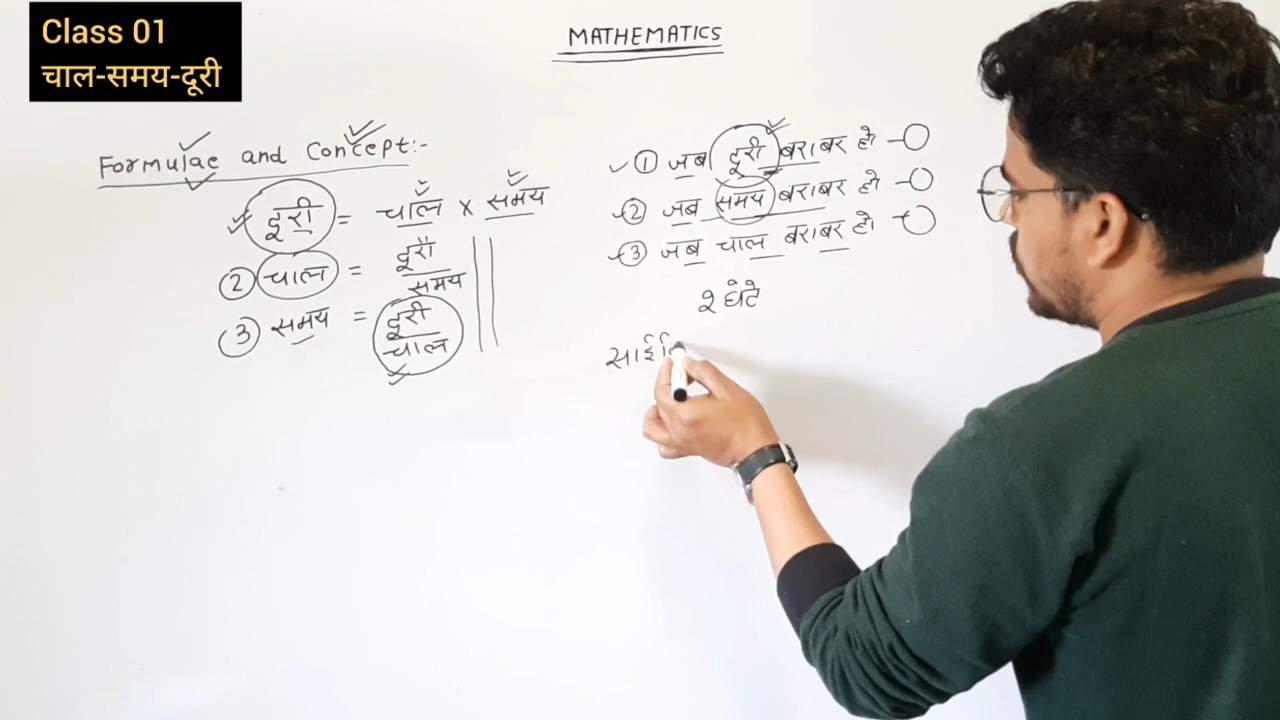 Class 01
चाल-समय-दूरी
MATHEMATICS
Formulae and Concept:-
दूरी = चाल x समय
② चाल = दूरी
समय
③ समय = दूरी
चाल
① जब दूरी बराबर हो -
② जब समय बराबर हो -
③ जब चाल बराबर हो -
२ घंटे